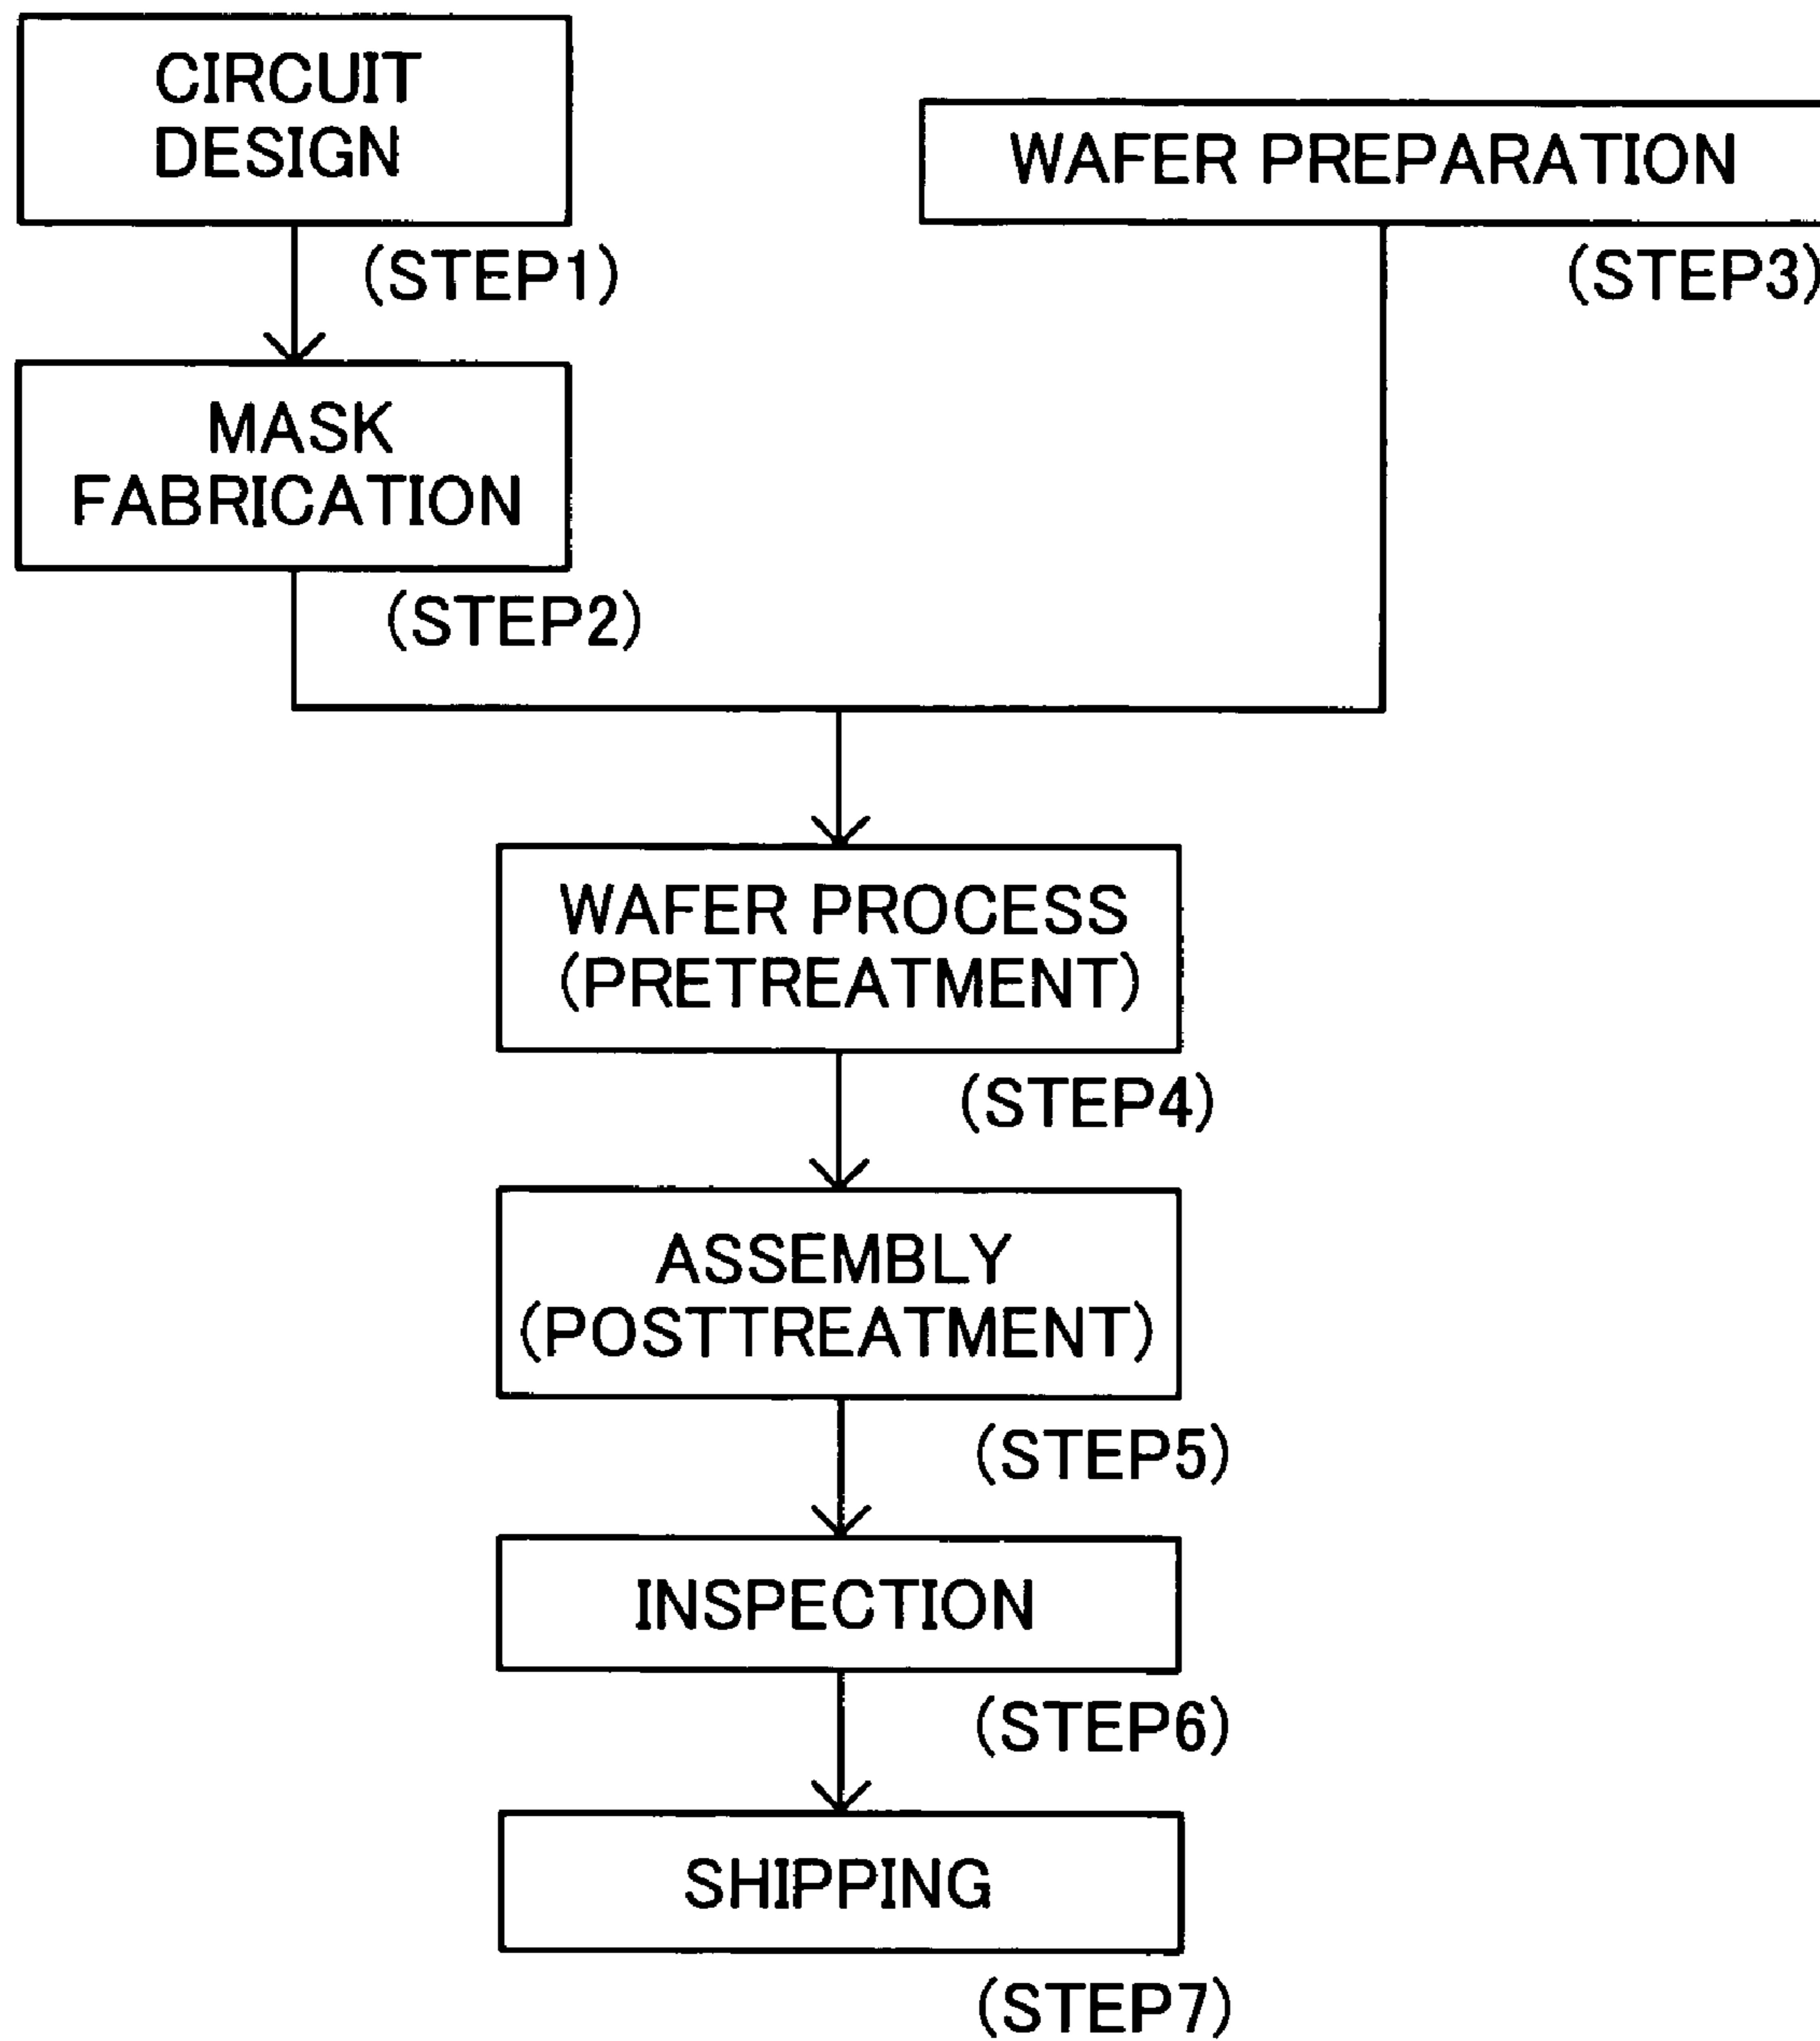 CIRCUIT
DESIGN
(STEP1)
WAFER PREPARATION
(STEP3)
MASK
FABRICATION
(STEP2)
WAFER PROCESS
(PRETREATMENT)
(STEP4)
ASSEMBLY
(POSTTREATMENT)
(STEP5)
INSPECTION
(STEP6)
SHIPPING
(STEP7)